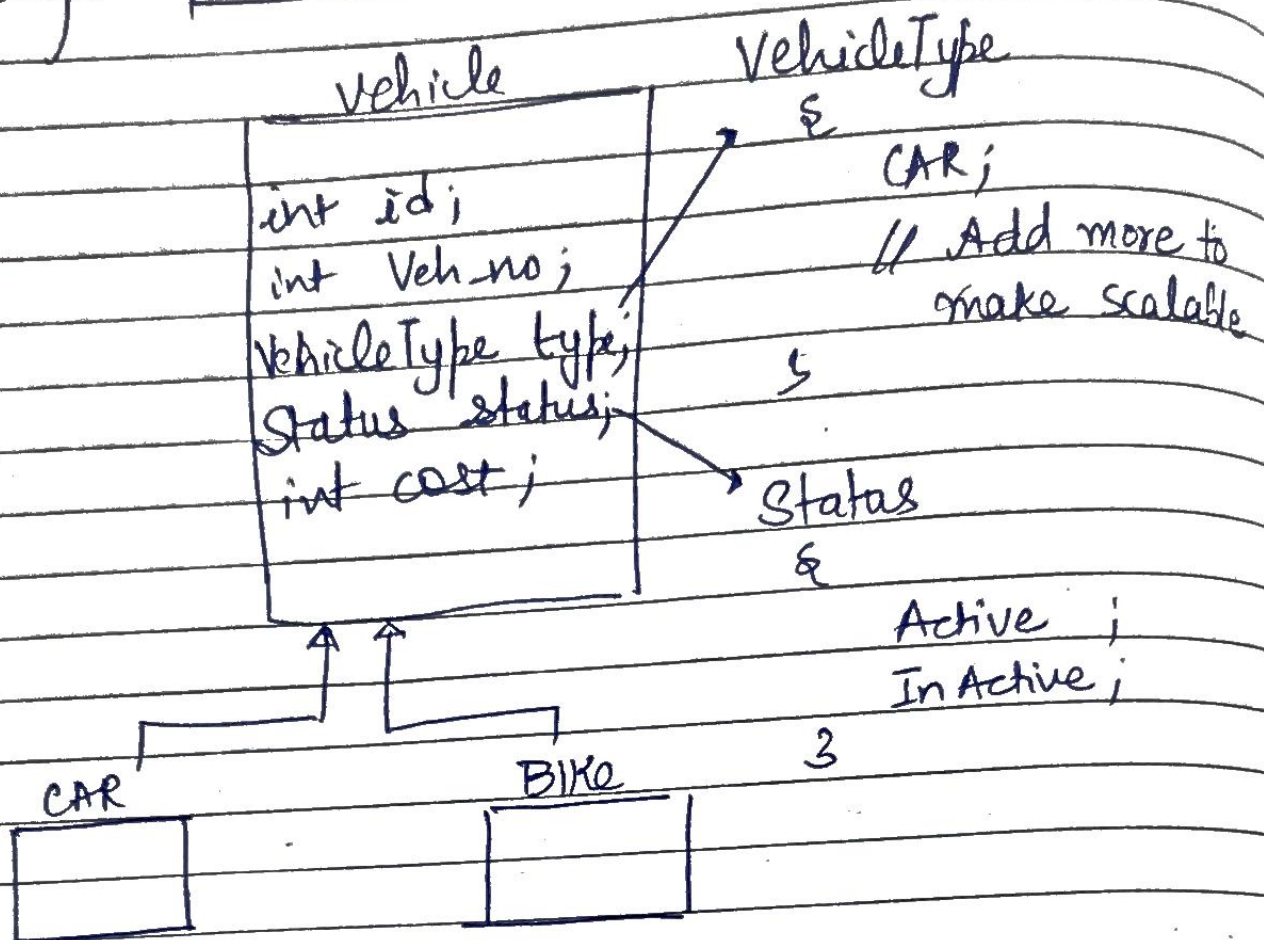 Vehicle
int id;
int Veh_no;
VehicleType type;
Status status;
int cost;
VehicleType
{
CAR;
// Add more to
make scalable
}
Status
{
Active ;
InActive ;
}
CAR
BIKe